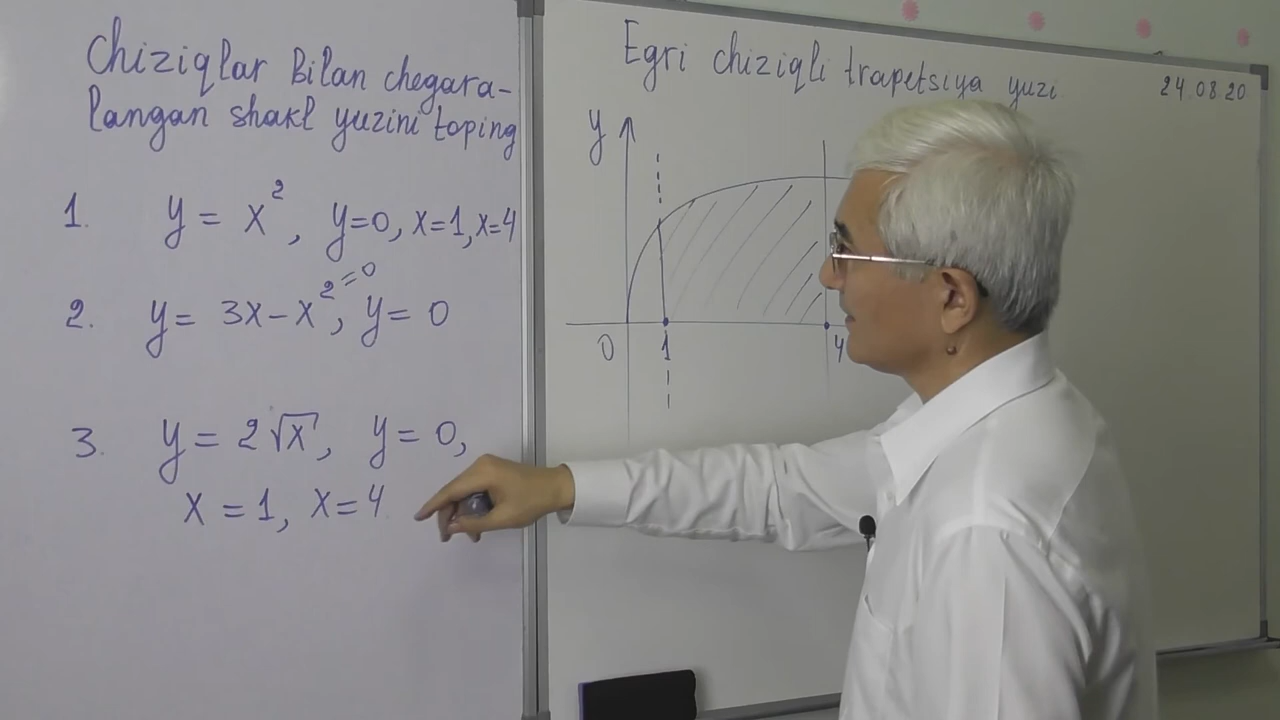 Chiziqlar Bilan chegara-
langan shakl yuzini toping
1. y = x², y=0, x=1, x=4
2. y = 3x-x²=0, y = 0
3. y = 2√x, y = 0,
x = 1, x=4
Egri chiziqli trapetsiya yuzi
24.08.20
y
0 1 4